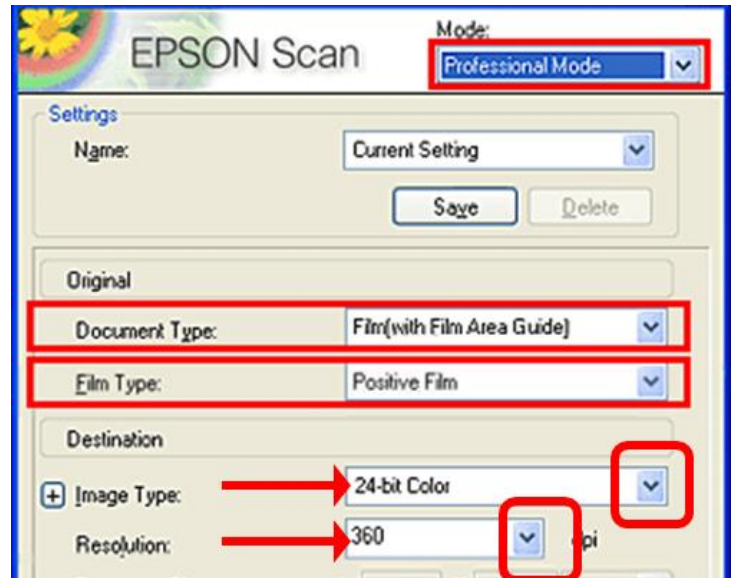 EPSON Scan
Mode:
Professional Mode
Settings
Name:
Current Setting
Save
Delete
Original
Document Type:
Film(with Film Area Guide)
Film Type:
Positive Film
Destination
+ Image Type:
24-bit Color
Resolution:
360
dpi